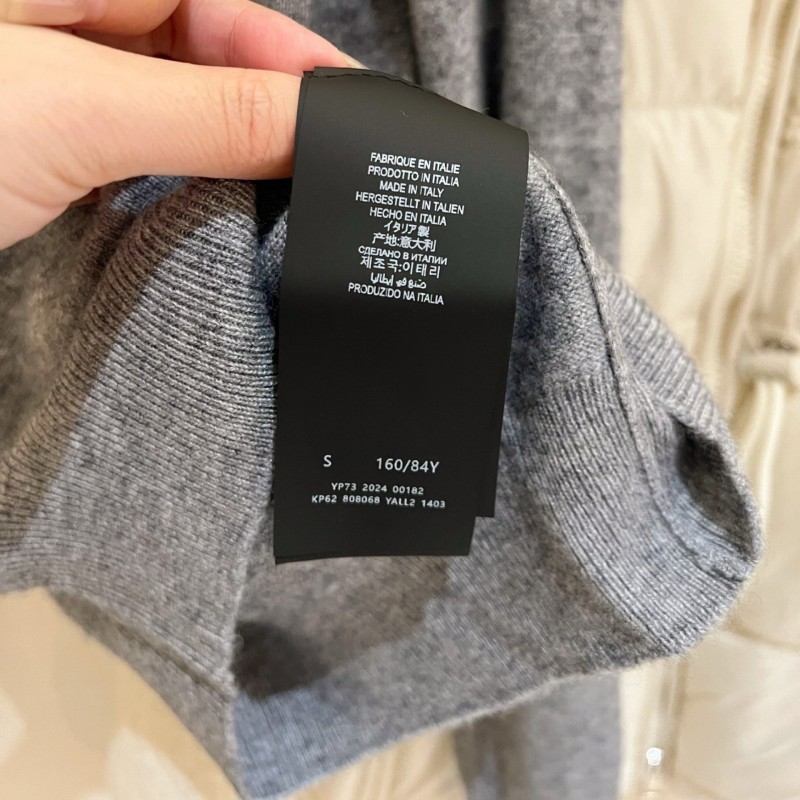 FABRIQUE EN ITALIE
PRODOTTO IN ITALIA
MADE IN ITALY
HERGESTELLT IN TALIEN
HECHO EN ITALIA
イタリア製
产地:意大利
СДЕЛАНО В ИТАЛИИ
제조국:이태리
صنع في إيطاليا
PRODUZIDO NA ITALIA
S 160/84Y
YP73 2024 00182
KP62 808068 YALL2 1403